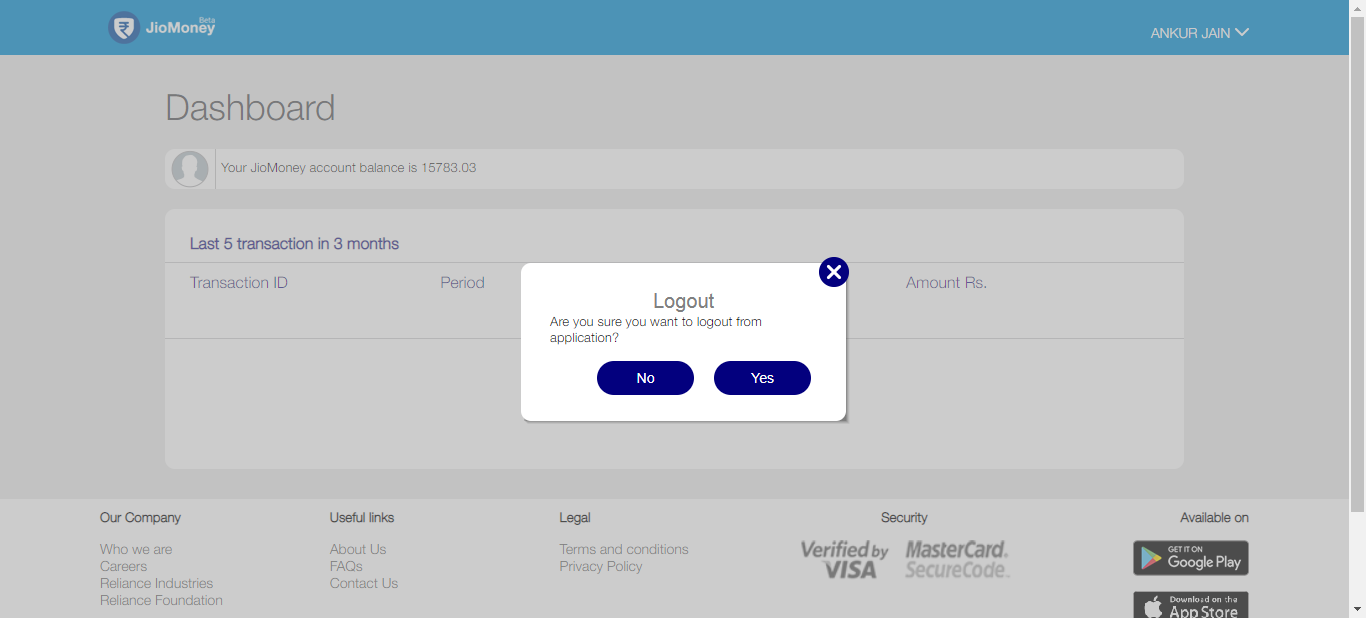 JioMoney Beta
ANKUR JAIN
Dashboard
Your JioMoney account balance is 15783.03
Last 5 transaction in 3 months
Transaction ID Period Amount Rs.
Logout
Are you sure you want to logout from
application?
No Yes
Our Company Useful links Legal Security Available on
Who we are About Us Terms and conditions Verified by VISA MasterCard. SecureCode. GET IT ON Google Play
Careers FAQs Privacy Policy
Reliance Industries Contact Us
Reliance Foundation
Download on the
App Store